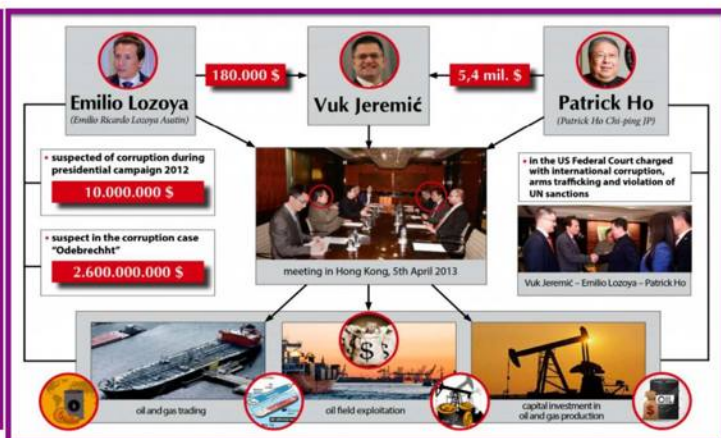 180.000 $
5,4 mil. $
Emilio Lozoya
(Emilio Ricardo Lozoya Austin)
Vuk Jeremić
Patrick Ho
(Patrick Ho Chi-ping JP)
• suspected of corruption during
presidential campaign 2012
10.000.000 $
• suspect in the corruption case
"Odebrechht"
2.600.000.000 $
meeting in Hong Kong, 5th April 2013
• in the US Federal Court charged
with international corruption,
arms trafficking and violation of
UN sanctions
Vuk Jeremić – Emilio Lozoya – Patrick Ho
$ $
oil and gas trading
oil field exploitation
capital investment in
oil and gas production
$
OIL